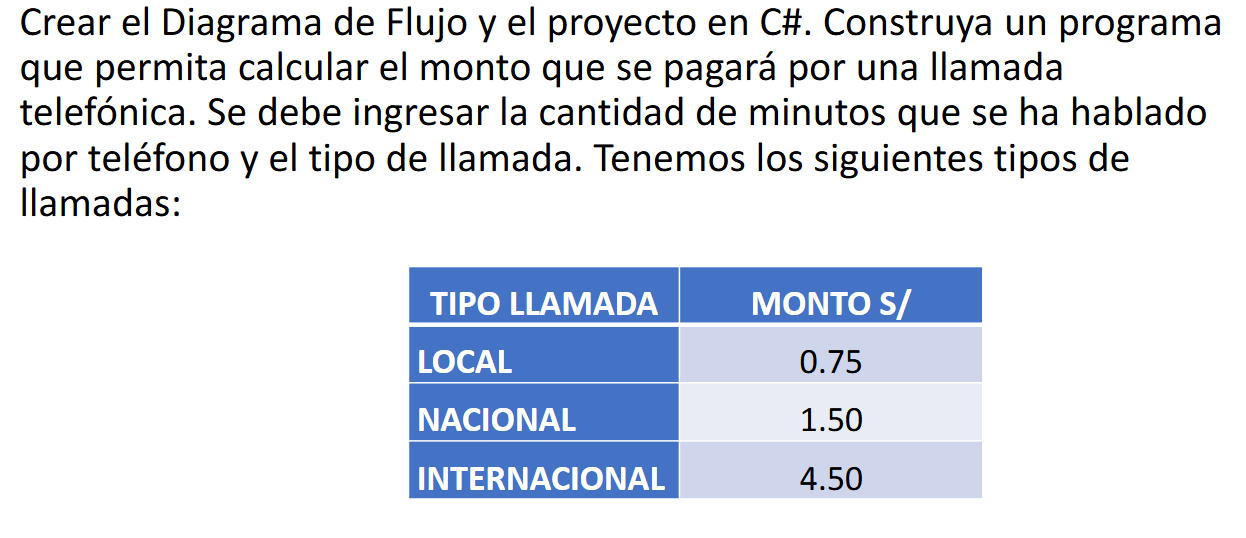 Crear el Diagrama de Flujo y el proyecto en C#. Construya un programa
que permita calcular el monto que se pagará por una llamada
telefónica. Se debe ingresar la cantidad de minutos que se ha hablado
por teléfono y el tipo de llamada. Tenemos los siguientes tipos de
llamadas:
TIPO LLAMADA MONTO S/
LOCAL 0.75
NACIONAL 1.50
INTERNACIONAL 4.50